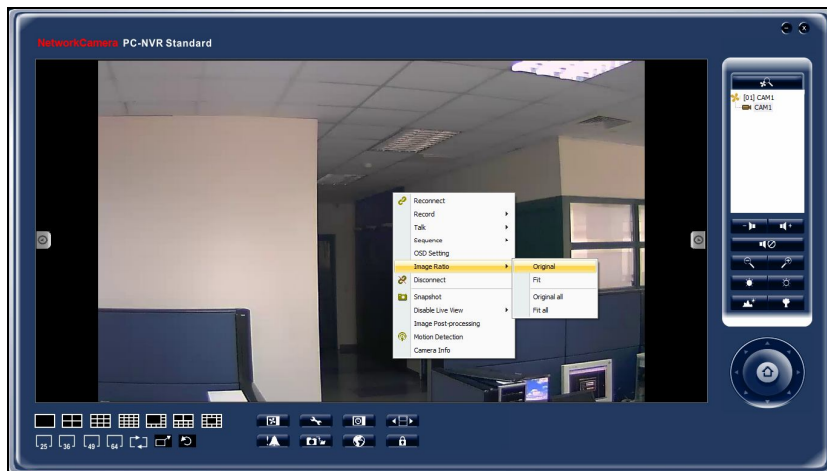 NetworkCamera PC-NVR Standard
[01] CAM1
CAM1
Reconnect
Record
Talk
Sequence
OSD Setting
Image Ratio
Disconnect
Snapshot
Disable Live View
Image Post-processing
Motion Detection
Camera Info
Original
Fit
Original all
Fit all
25
36
49
64